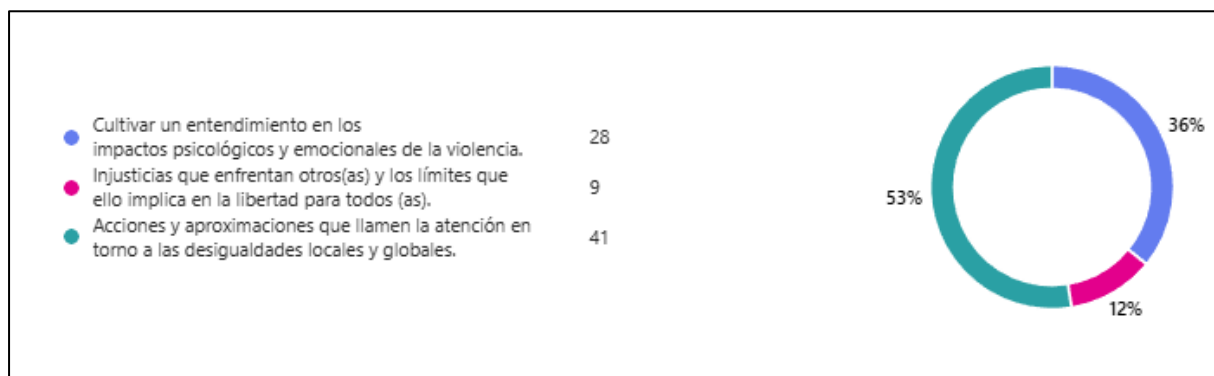 Cultivar un entendimiento en los
impactos psicológicos y emocionales de la violencia.
28
Injusticias que enfrentan otros(as) y los límites que
ello implica en la libertad para todos (as).
9
Acciones y aproximaciones que llamen la atención en
torno a las desigualdades locales y globales.
41
36%
53%
12%